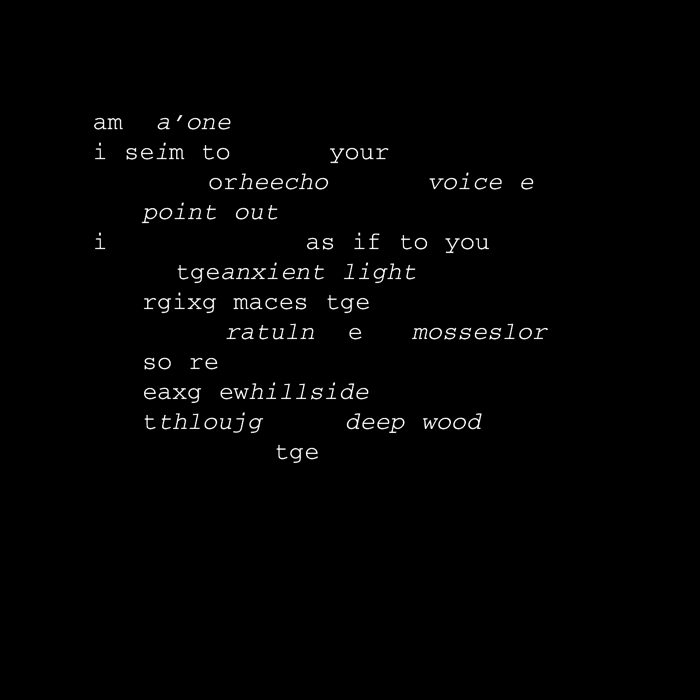 am a’one
i seim to your
orheecho voice e
point out
i as if to you
tgeanxient light
rgixg maces tge
ratuln e mosseslor
so re
eaxg ewhillside
tthloujg deep wood
tge